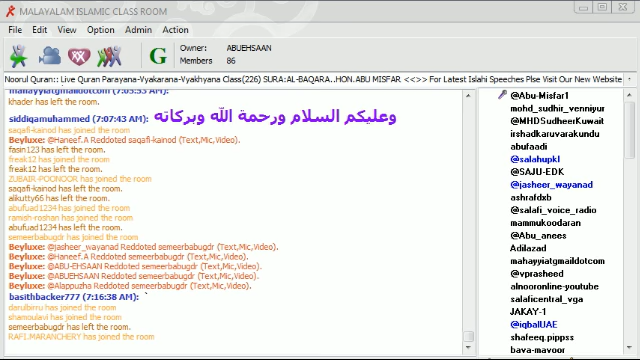 MALAYALAM ISLAMIC CLASS ROOM
File Edit View Option Admin Action
G
Owner: ABUEHSAAN
Members 86
Noorul Quran:: Live Quran Parayana-Vyakarana-Vyakhyana Class(226) SURA:AL-BAQARA..HON.ABU MISFAR <<>> For Latest Islahi Speeches Plse Visit Our New Website
khader has left the room.
siddiqamuhammed (7:07:43 AM): وعليكم السلام ورحمة الله وبركاته
saqafi-kainod has joined the room
Beyluxe: @Haneef.A Reddoted saqafi-kainod (Text,Mic,Video).
fasin123 has left the room.
freak12 has joined the room
freak12 has left the room.
ZUBAIR-POONOOR has joined the room
saqafi-kainod has left the room.
alikutty66 has left the room.
abufuad1234 has joined the room
ramish-roshan has joined the room
abufuad1234 has left the room.
semeerbabugdr has joined the room
Beyluxe: @jasheer_wayanad Reddoted semeerbabugdr (Text,Mic,Video).
Beyluxe: @Haneef.A Reddoted semeerbabugdr (Text,Mic,Video).
Beyluxe: @ABU-EHSAAN Reddoted semeerbabugdr (Text,Mic,Video).
Beyluxe: @ABUEHSAAN Reddoted semeerbabugdr (Text,Mic,Video).
Beyluxe: @Alappuzha Reddoted semeerbabugdr (Text,Mic,Video).
basithbacker777 (7:16:38 AM): `
darulbirru has joined the room
shamoulavi has joined the room
semeerbabugdr has left the room.
RAFI.MARANCHERY has joined the room
@Abu-Misfar1
mohd_sudhir_venniyur
@MHDSudheerKuwait
irshadkaruvarakundu
abufaadi
@salahupkl
@SAJU-EDK
@jasheer_wayanad
ashrafdxb
@salafi_voice_radio
mammukoodaran
@Abu_anees
Adilazad
mahayyiatgmaildotcom
@vprasheed
alnooronline-youtube
salaficentral_vga
JAKAY-1
@iqbalUAE
shafeeq.pippss
bava-mavoor